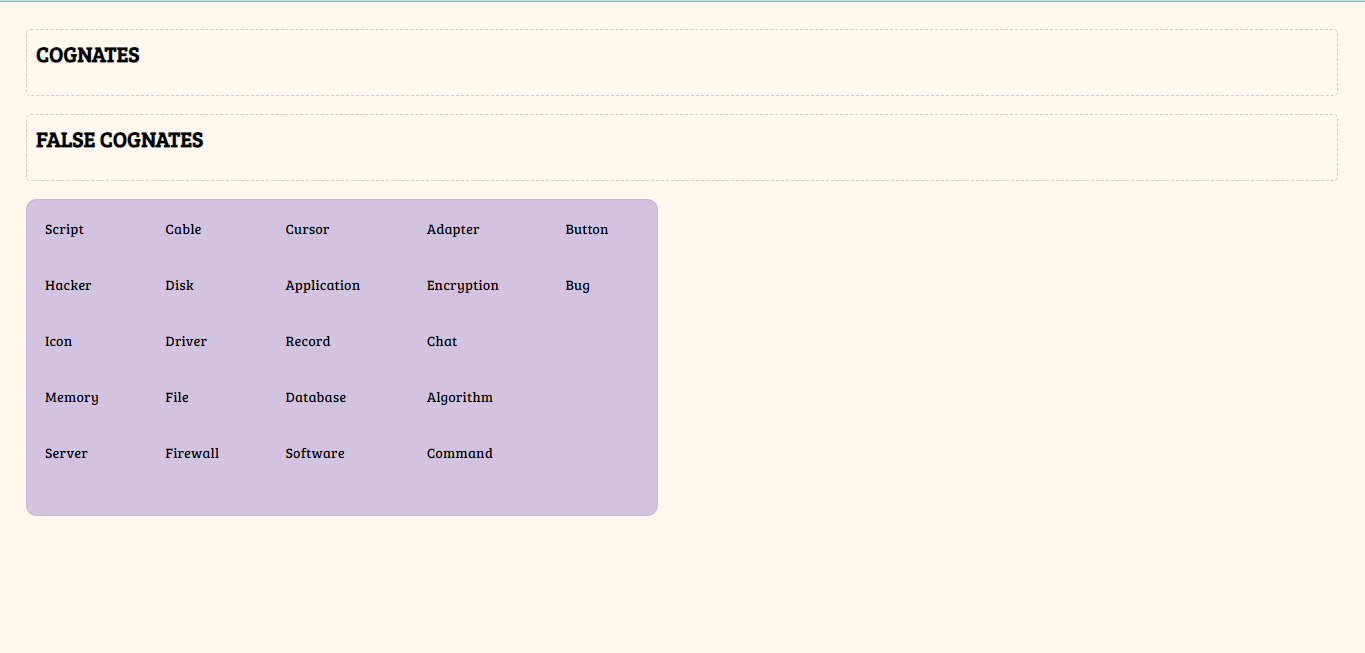 COGNATES
FALSE COGNATES
Script Cable Cursor Adapter Button
Hacker Disk Application Encryption Bug
Icon Driver Record Chat
Memory File Database Algorithm
Server Firewall Software Command